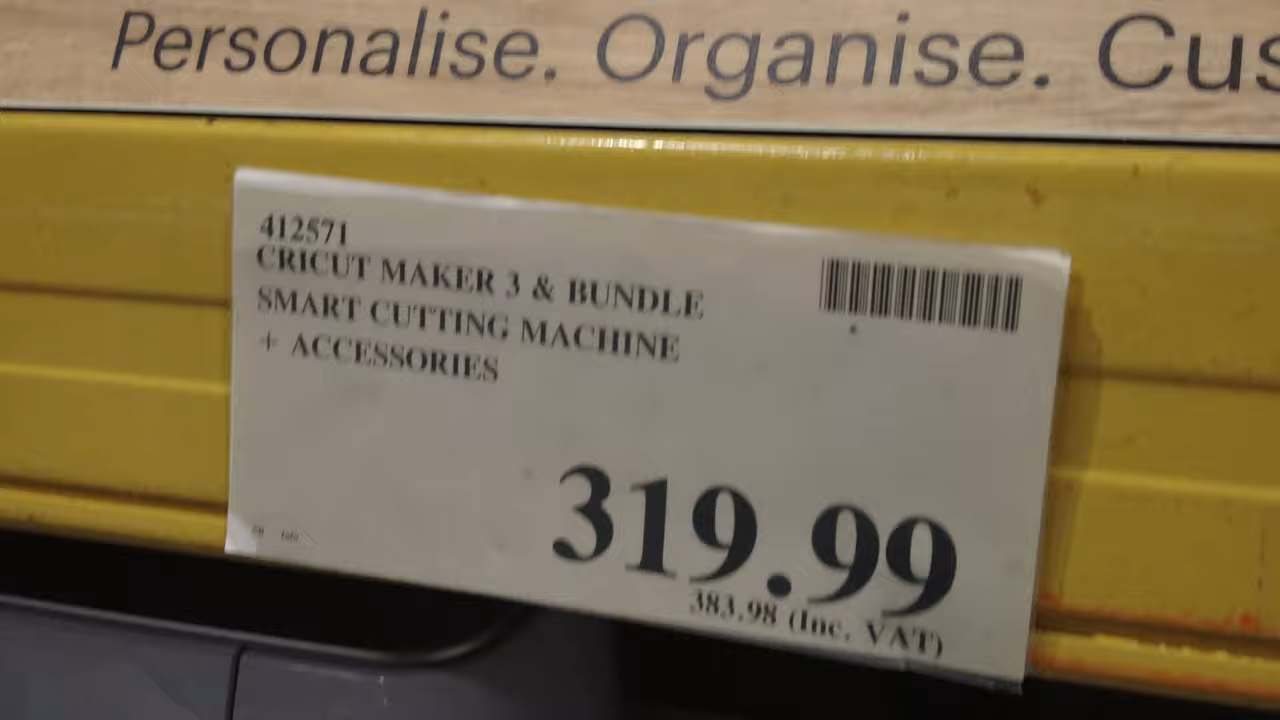 Personalise. Organise. Cus
412571
CRICUT MAKER 3 & BUNDLE
SMART CUTTING MACHINE
+ ACCESSORIES
319.99
383.98 (Inc. VAT)